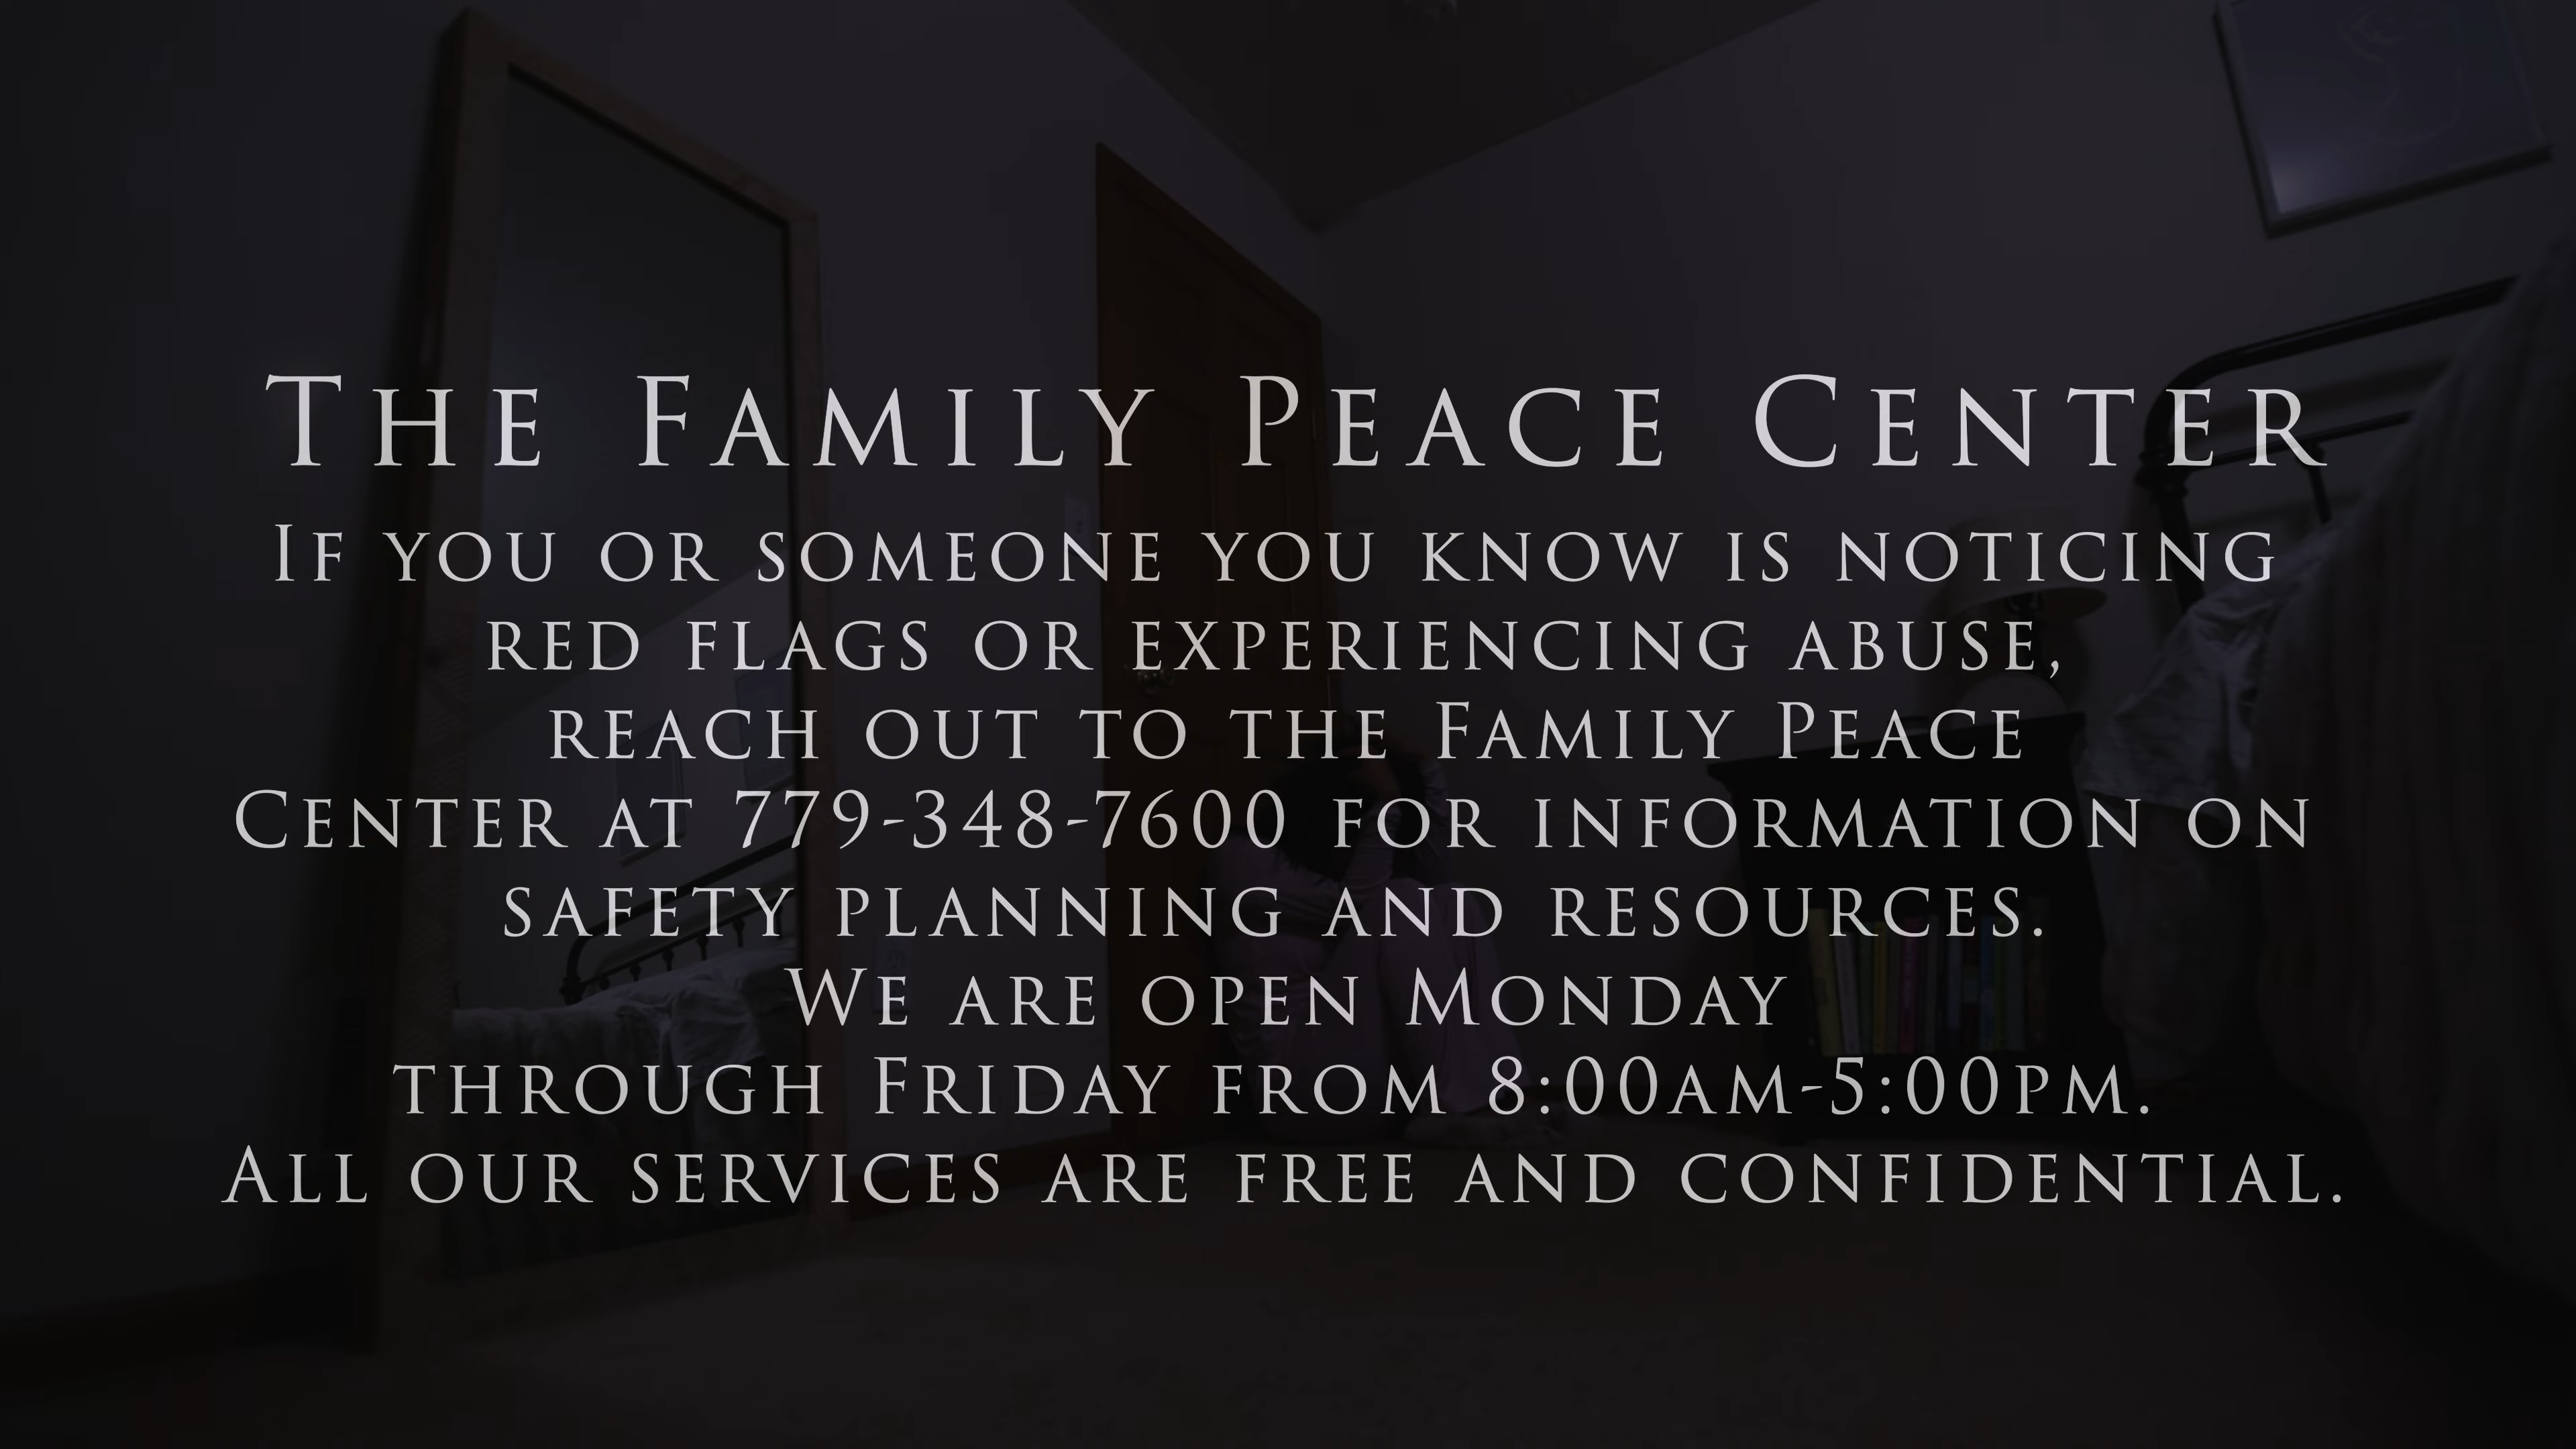 The Family Peace Center
If you or someone you know is noticing
red flags or experiencing abuse,
reach out to the Family Peace
Center at 779-348-7600 for information on
safety planning and resources.
We are open Monday
through Friday from 8:00am-5:00pm.
All our services are free and confidential.